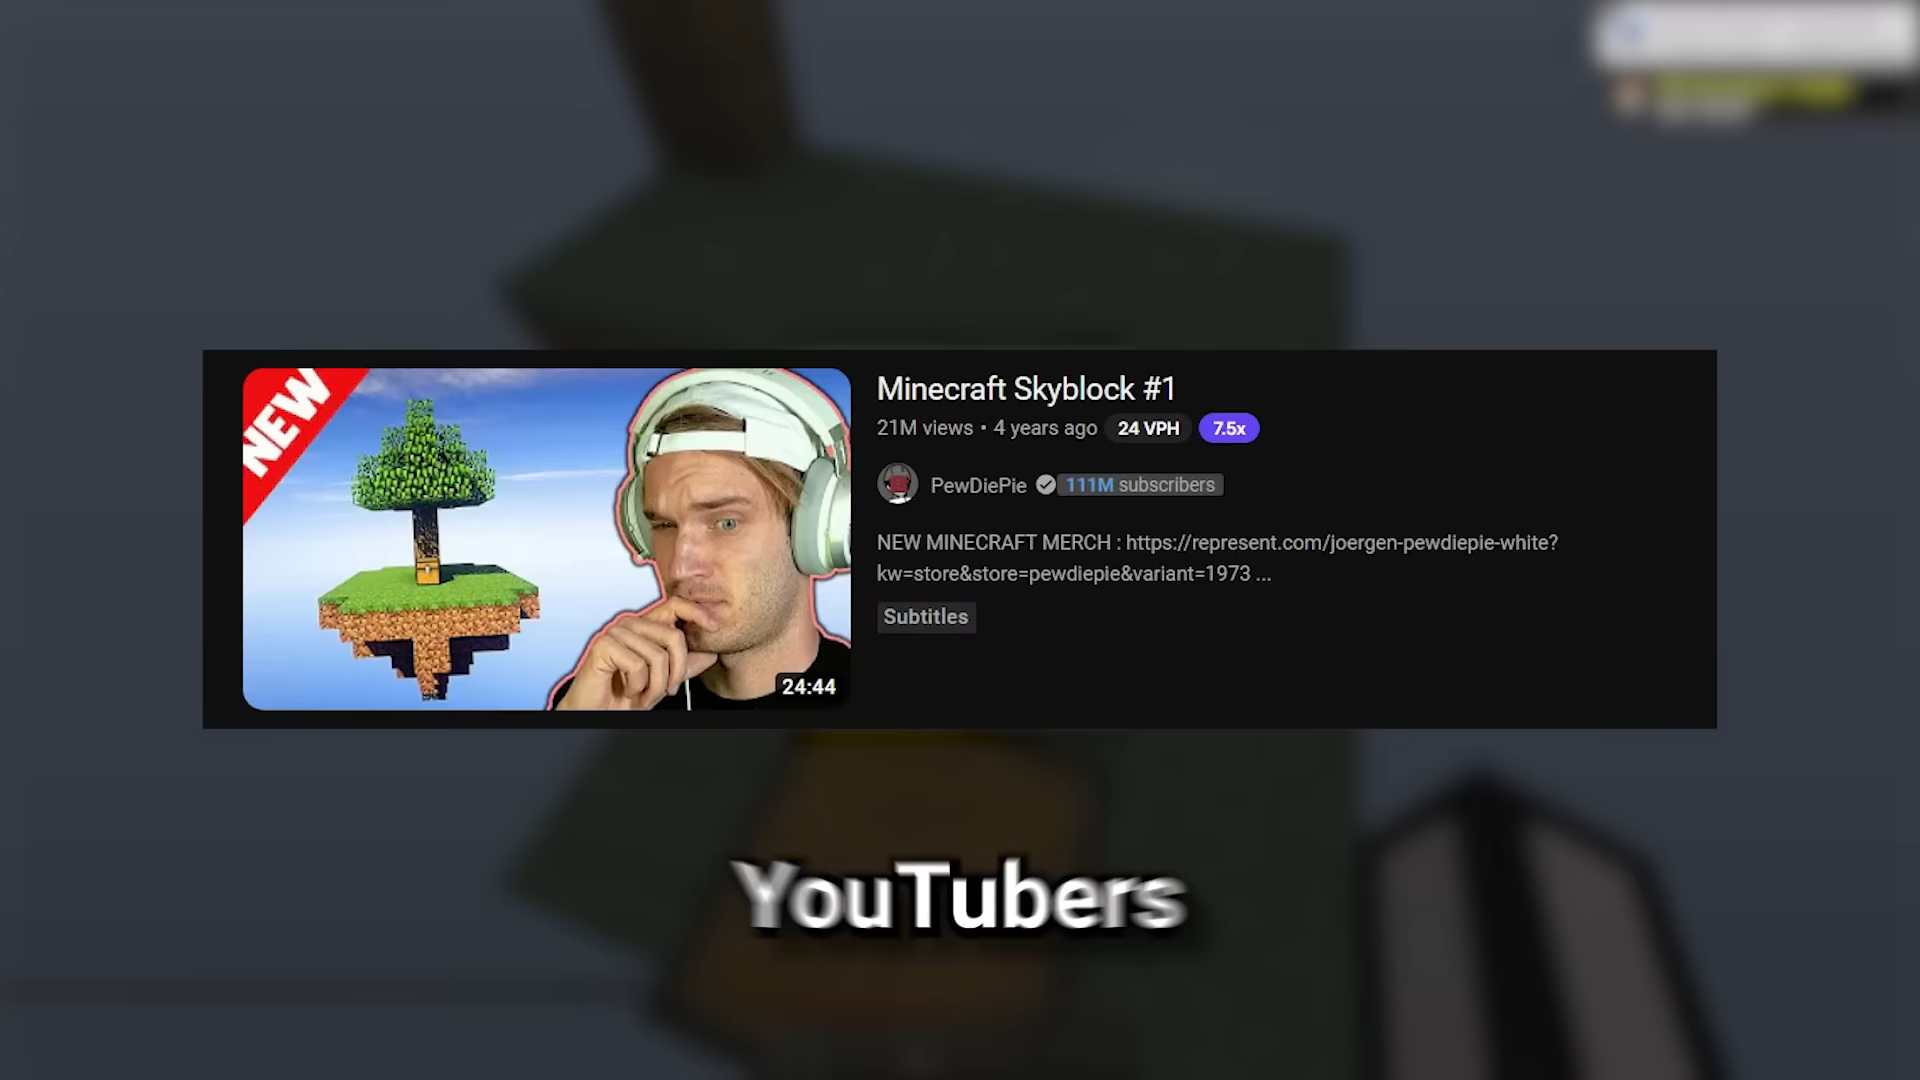 NEW
24:44
Minecraft Skyblock #1
21M views • 4 years ago 24 VPH 7.5x
PewDiePie 111M subscribers
NEW MINECRAFT MERCH : https://represent.com/joergen-pewdiepie-white?
kw=store&store=pewdiepie&variant=1973 ...
Subtitles
YouTubers